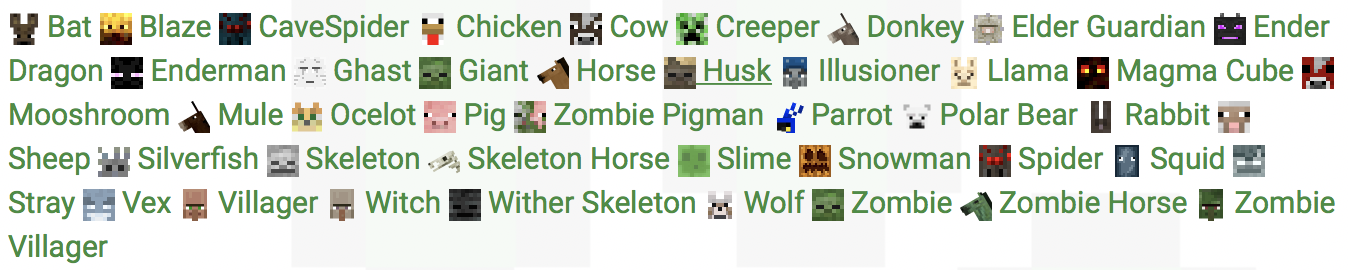 Bat Blaze CaveSpider Chicken Cow Creeper Donkey Elder Guardian Ender
Dragon Enderman Ghast Giant Horse Husk Illusioner Llama Magma Cube
Mooshroom Mule Ocelot Pig Zombie Pigman Parrot Polar Bear Rabbit
Sheep Silverfish Skeleton Skeleton Horse Slime Snowman Spider Squid
Stray Vex Villager Witch Wither Skeleton Wolf Zombie Zombie Horse Zombie
Villager